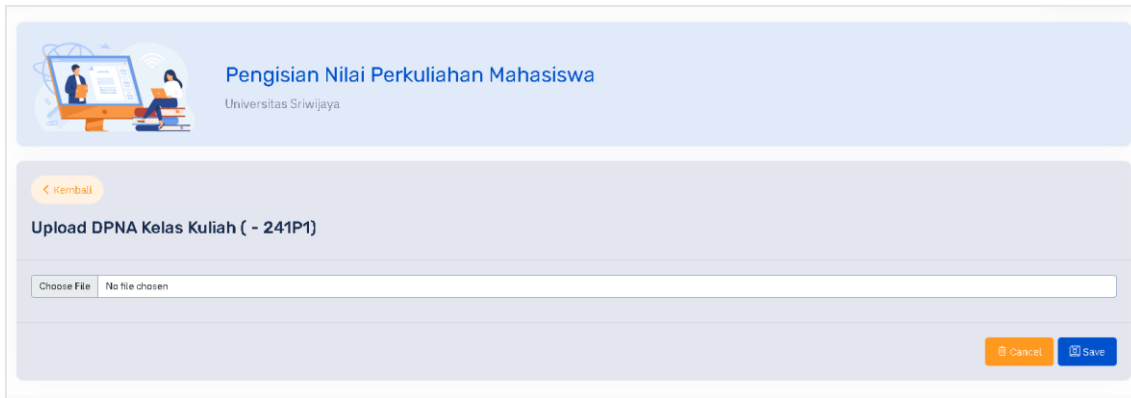 Pengisian Nilai Perkuliahan Mahasiswa
Universitas Sriwijaya
Kembali
Upload DPNA Kelas Kuliah ( - 241P1)
Choose File No file chosen
Cancel Save